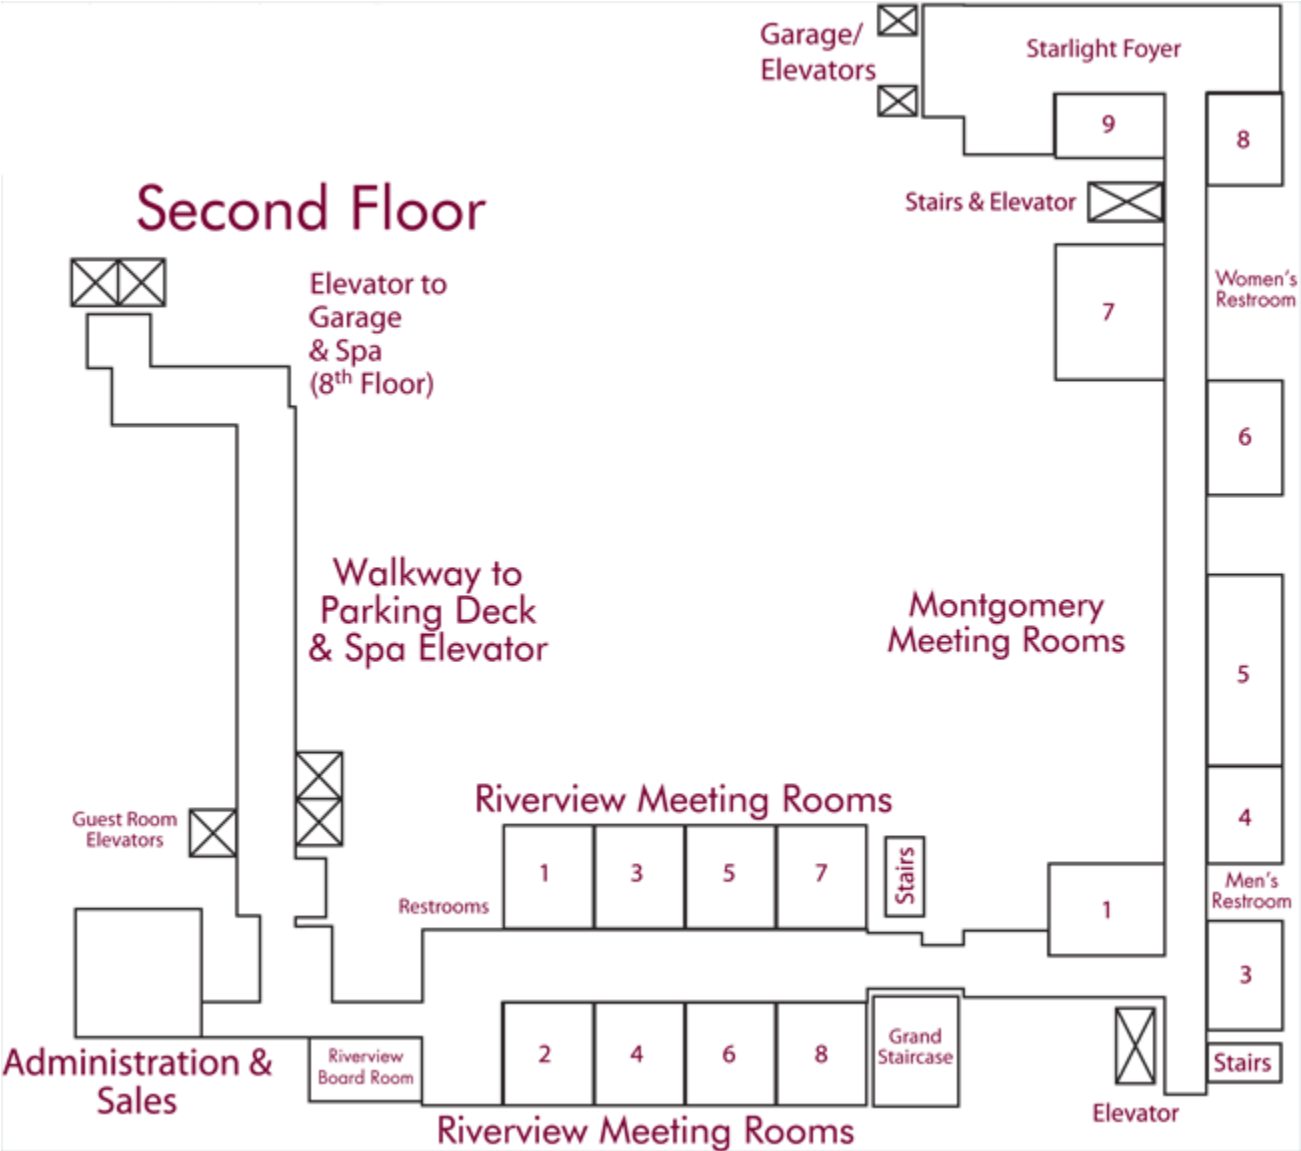 Garage/
Elevators
Starlight Foyer
9
8
Stairs & Elevator
Second Floor
Elevator to
Garage
& Spa
(8th Floor)
7
Women's
Restroom
6
Walkway to
Parking Deck
& Spa Elevator
Montgomery
Meeting Rooms
5
Guest Room
Elevators
Riverview Meeting Rooms
4
1
3
5
7
Stairs
Restrooms
1
Men's
Restroom
3
Administration &
Sales
Riverview
Board Room
2
4
6
8
Grand
Staircase
Stairs
Elevator
Riverview Meeting Rooms